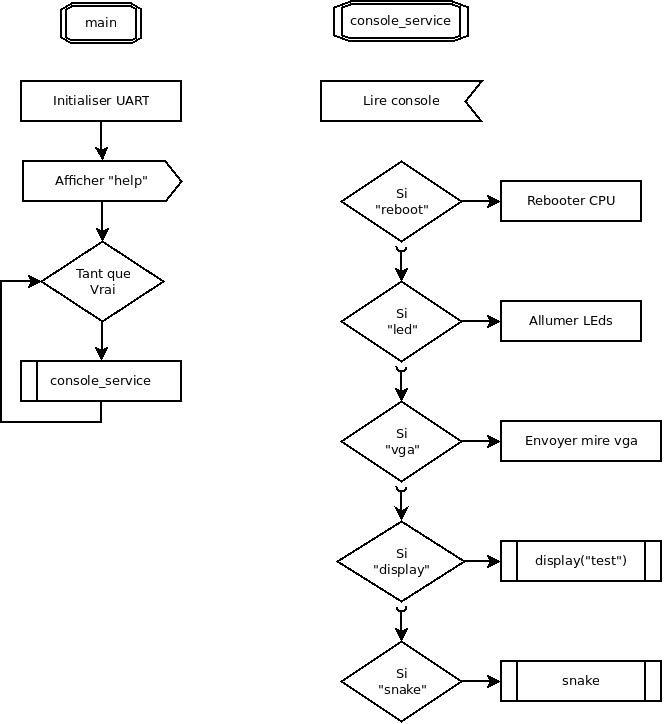 main
Initialiser UART
Afficher "help"
Tant que
Vrai
console_service
console_service
Lire console
Si
"reboot"
Rebooter CPU
Si
"led"
Allumer LEds
Si
"vga"
Envoyer mire vga
Si
"display"
display("test")
Si
"snake"
snake